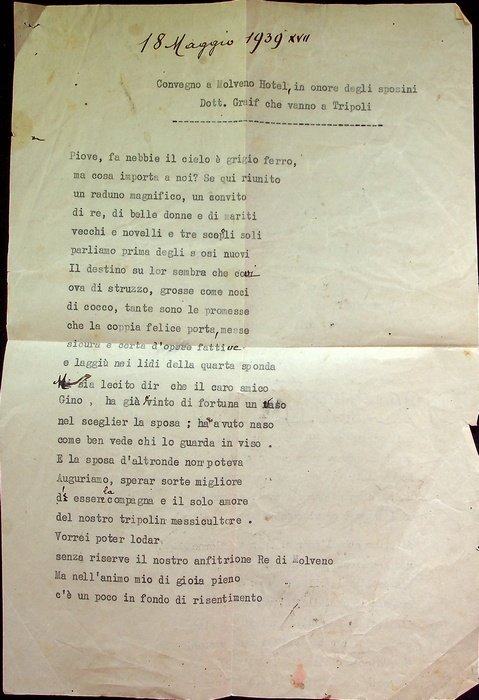 18 Maggio 1939 XVII
Convegno a Molveno Hotel, in onore degli sposini
Dott. Graif che vanno a Tripoli
Piove, fa nebbie il cielo è grigio ferro,
ma cosa importa a noi? Se qui riunito
un raduno magnifico, un convito
di re, di belle donne e di mariti
vecchi e novelli e tre scapli soli
parliamo prima degli s osi nuovi
Il destino su lor sembra che
ova di struzzo, grosse come noci
di cocco, tante sono le promesse
che la coppia felice porta, messe
sicura e certa d'opere fattive
e laggiù nei lidi della quarta sponda
sia lecito dir che il caro amico
Gino, ha già vinto di fortuna un
nel sceglier la sposa ; ha avuto naso
come ben vede chi lo guarda in viso .
E la sposa d'altronde non poteva
Auguriamo, sperar sorte migliore
di esser la compagna e il solo amore
del nostro tripolin messicultore .
Vorrei poter lodar
senza riserve il nostro anfitrione Re di Molveno
Ma nell'animo mio di gioia pieno
c'è un poco in fondo di risentimento